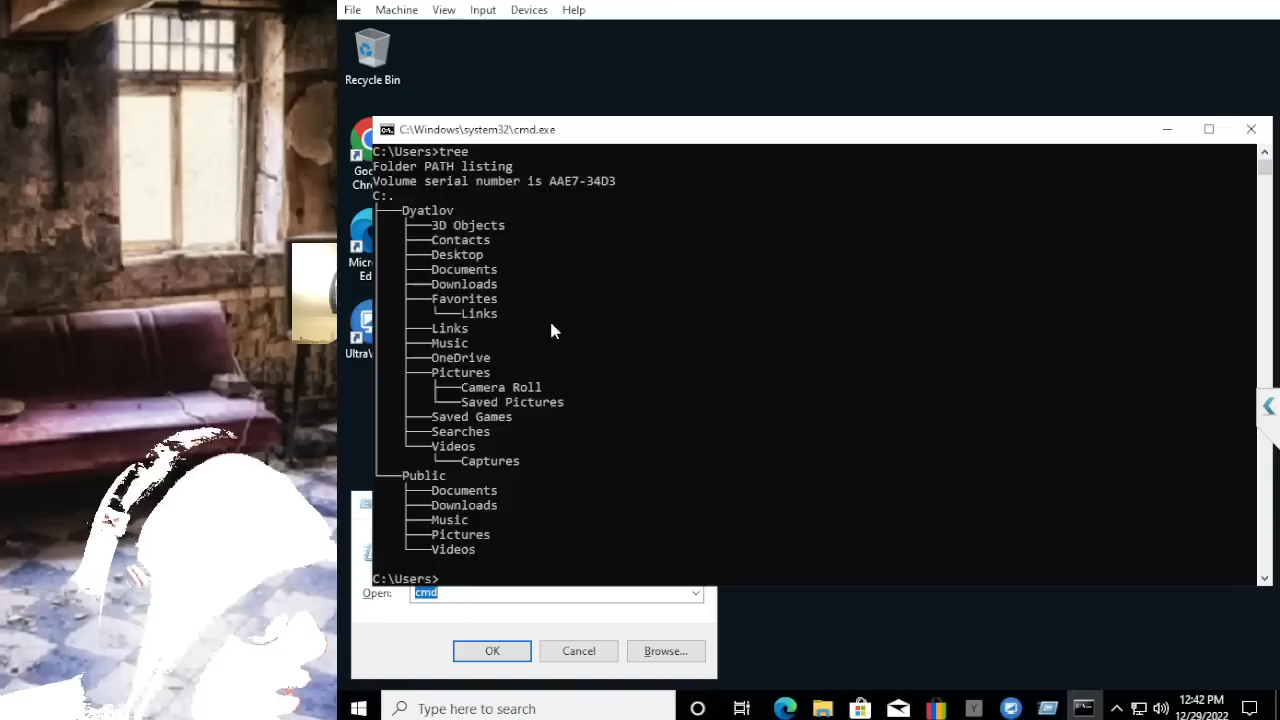 File Machine View Input Devices Help
Recycle Bin
C:\Windows\system32\cmd.exe
C:\Users>tree
Folder PATH listing
Volume serial number is AAE7-34D3
C:.
├───Dyatlov
│   ├───3D Objects
│   ├───Contacts
│   ├───Desktop
│   ├───Documents
│   ├───Downloads
│   ├───Favorites
│   │   └───Links
│   ├───Links
│   ├───Music
│   ├───OneDrive
│   ├───Pictures
│   │   ├───Camera Roll
│   │   └───Saved Pictures
│   ├───Saved Games
│   ├───Searches
│   └───Videos
│       └───Captures
└───Public
    ├───Documents
    ├───Downloads
    ├───Music
    ├───Pictures
    └───Videos
C:\Users>
Open: cmd
OK Cancel Browse...
Type here to search
12:42 PM
12/29/2022